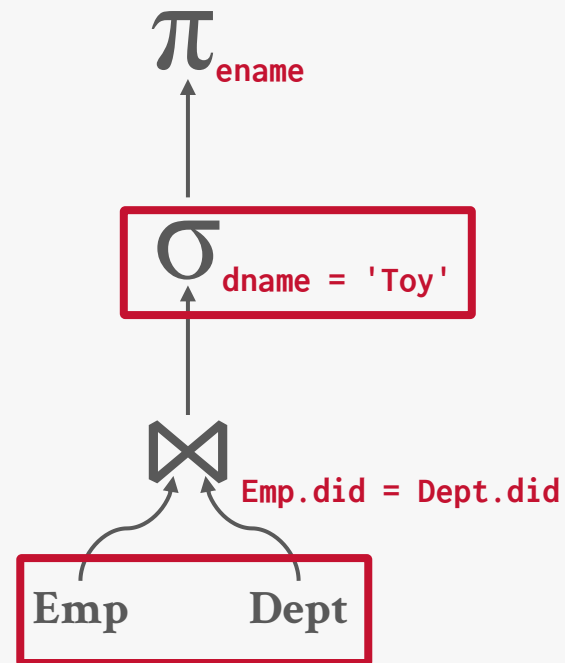 π ename
σ dname = 'Toy'
⋈ Emp.did = Dept.did
Emp Dept